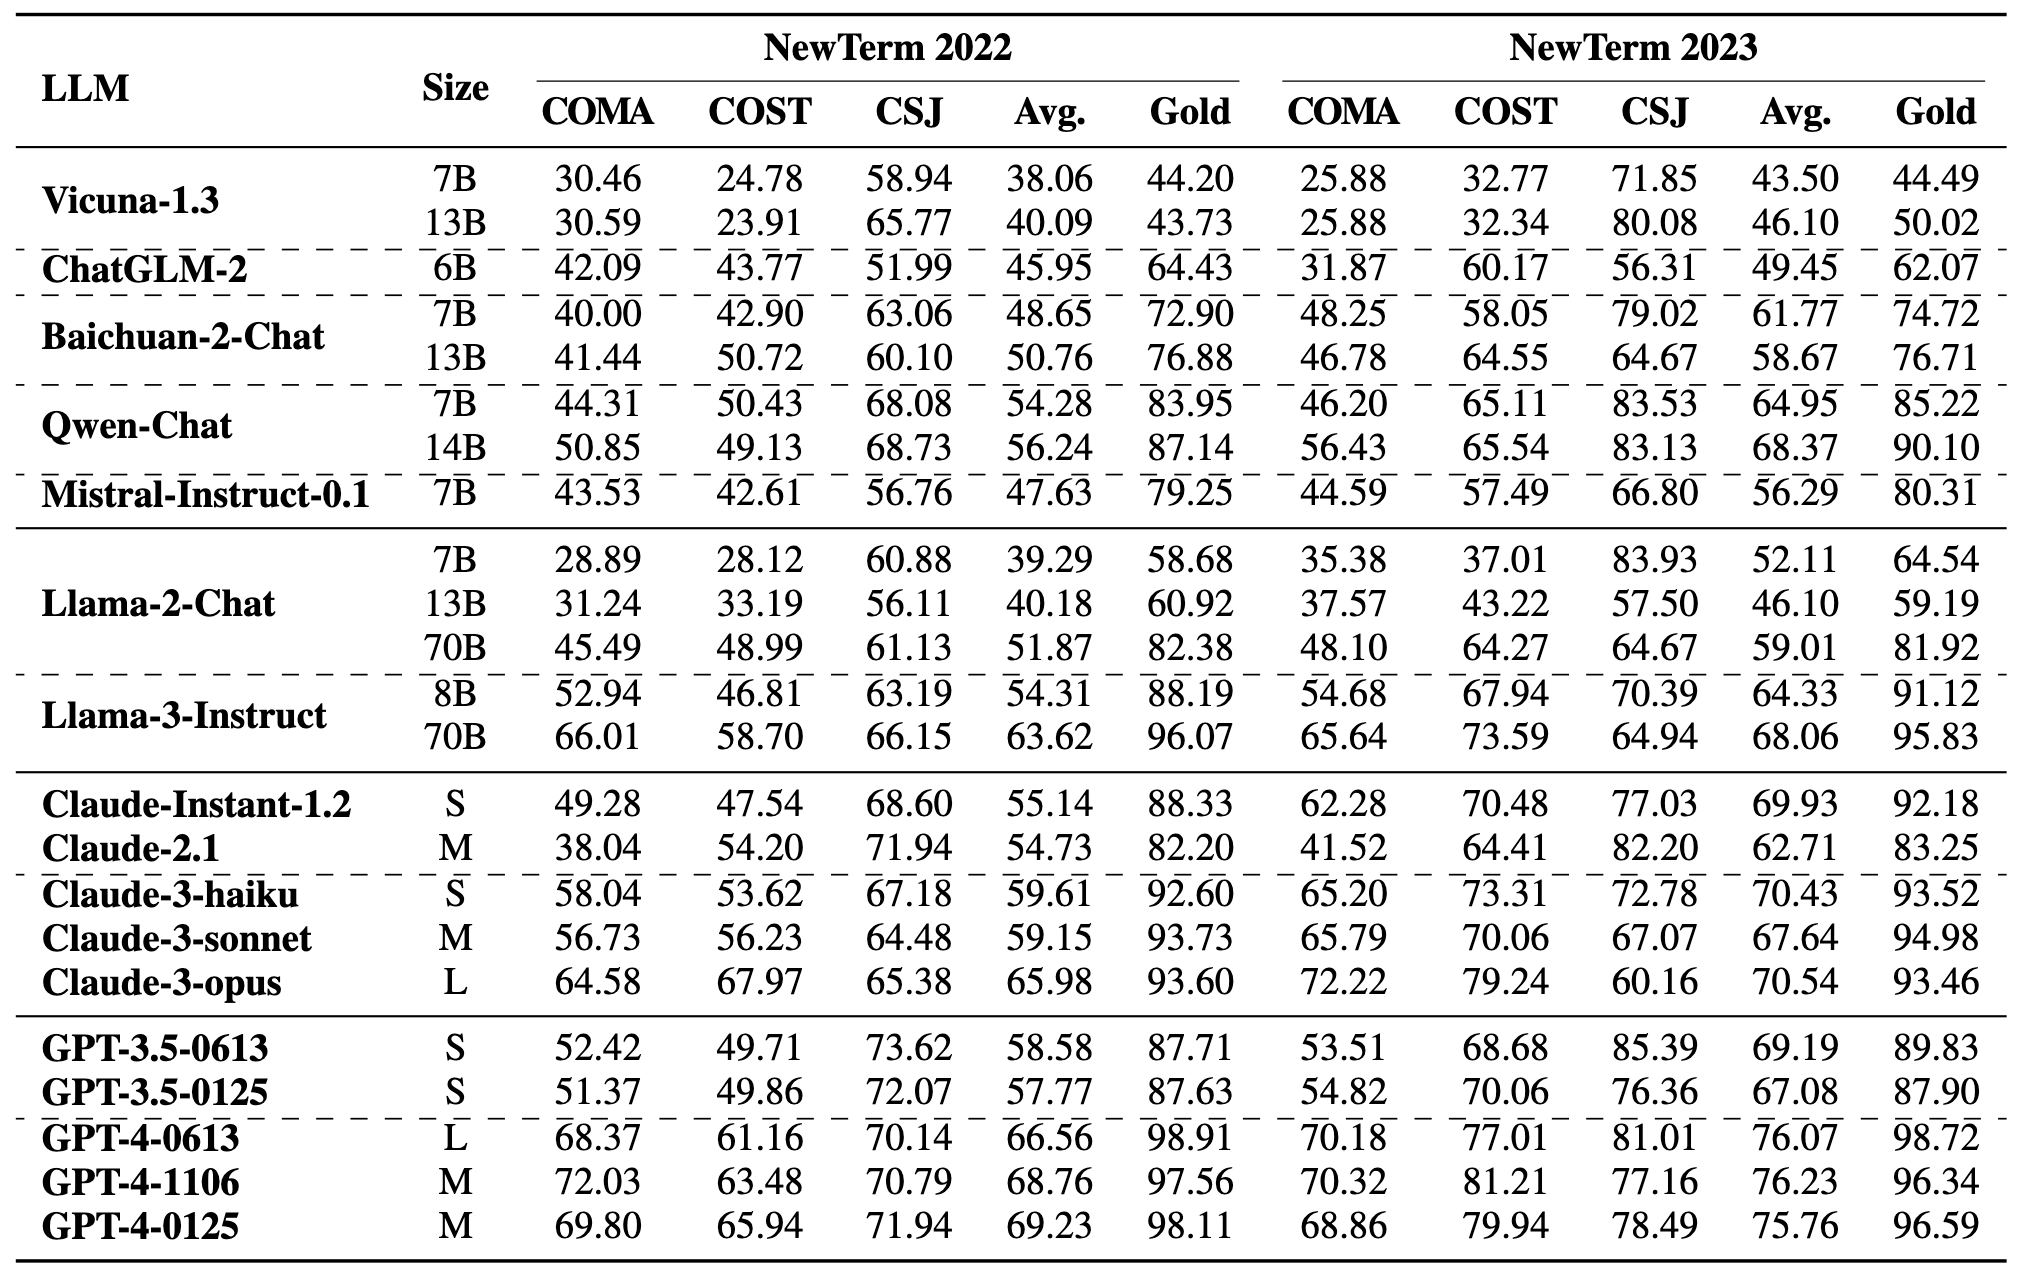 NewTerm 2022 NewTerm 2023
LLM Size
COMA COST CSJ Avg. Gold COMA COST CSJ Avg. Gold
Vicuna-1.3
7B 30.46 24.78 58.94 38.06 44.20 25.88 32.77 71.85 43.50 44.49
13B 30.59 23.91 65.77 40.09 43.73 25.88 32.34 80.08 46.10 50.02
ChatGLM-2 6B 42.09 43.77 51.99 45.95 64.43 31.87 60.17 56.31 49.45 62.07
Baichuan-2-Chat
7B 40.00 42.90 63.06 48.65 72.90 48.25 58.05 79.02 61.77 74.72
13B 41.44 50.72 60.10 50.76 76.88 46.78 64.55 64.67 58.67 76.71
Qwen-Chat
7B 44.31 50.43 68.08 54.28 83.95 46.20 65.11 83.53 64.95 85.22
14B 50.85 49.13 68.73 56.24 87.14 56.43 65.54 83.13 68.37 90.10
Mistral-Instruct-0.1 7B 43.53 42.61 56.76 47.63 79.25 44.59 57.49 66.80 56.29 80.31
7B 28.89 28.12 60.88 39.29 58.68 35.38 37.01 83.93 52.11 64.54
Llama-2-Chat 13B 31.24 33.19 56.11 40.18 60.92 37.57 43.22 57.50 46.10 59.19
70B 45.49 48.99 61.13 51.87 82.38 48.10 64.27 64.67 59.01 81.92
Llama-3-Instruct
8B 52.94 46.81 63.19 54.31 88.19 54.68 67.94 70.39 64.33 91.12
70B 66.01 58.70 66.15 63.62 96.07 65.64 73.59 64.94 68.06 95.83
Claude-Instant-1.2 S 49.28 47.54 68.60 55.14 88.33 62.28 70.48 77.03 69.93 92.18
Claude-2.1 M 38.04 54.20 71.94 54.73 82.20 41.52 64.41 82.20 62.71 83.25
Claude-3-haiku S 58.04 53.62 67.18 59.61 92.60 65.20 73.31 72.78 70.43 93.52
Claude-3-sonnet M 56.73 56.23 64.48 59.15 93.73 65.79 70.06 67.07 67.64 94.98
Claude-3-opus L 64.58 67.97 65.38 65.98 93.60 72.22 79.24 60.16 70.54 93.46
GPT-3.5-0613 S 52.42 49.71 73.62 58.58 87.71 53.51 68.68 85.39 69.19 89.83
GPT-3.5-0125 S 51.37 49.86 72.07 57.77 87.63 54.82 70.06 76.36 67.08 87.90
GPT-4-0613 L 68.37 61.16 70.14 66.56 98.91 70.18 77.01 81.01 76.07 98.72
GPT-4-1106 M 72.03 63.48 70.79 68.76 97.56 70.32 81.21 77.16 76.23 96.34
GPT-4-0125 M 69.80 65.94 71.94 69.23 98.11 68.86 79.94 78.49 75.76 96.59